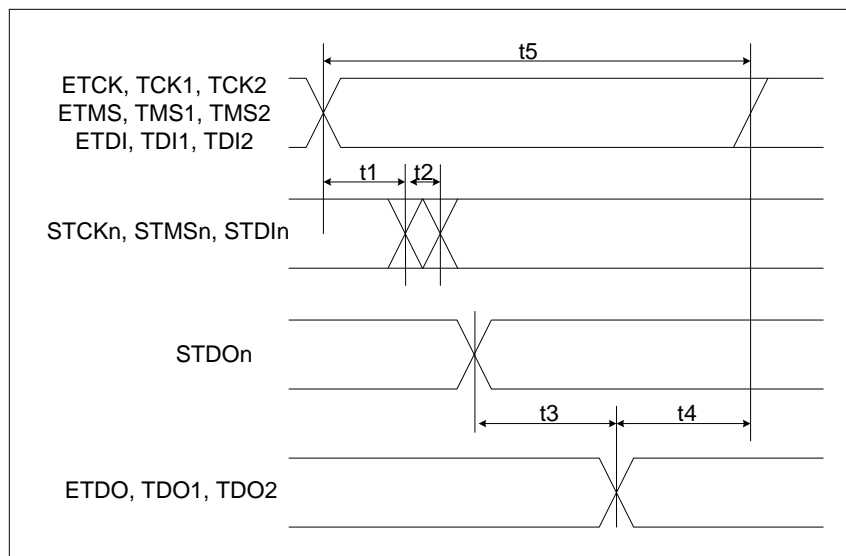 t5
ETCK, TCK1, TCK2
ETMS, TMS1, TMS2
ETDI, TDI1, TDI2
t1
t2
STCKn, STMSn, STDIn
STDOn
t3
t4
ETDO, TDO1, TDO2